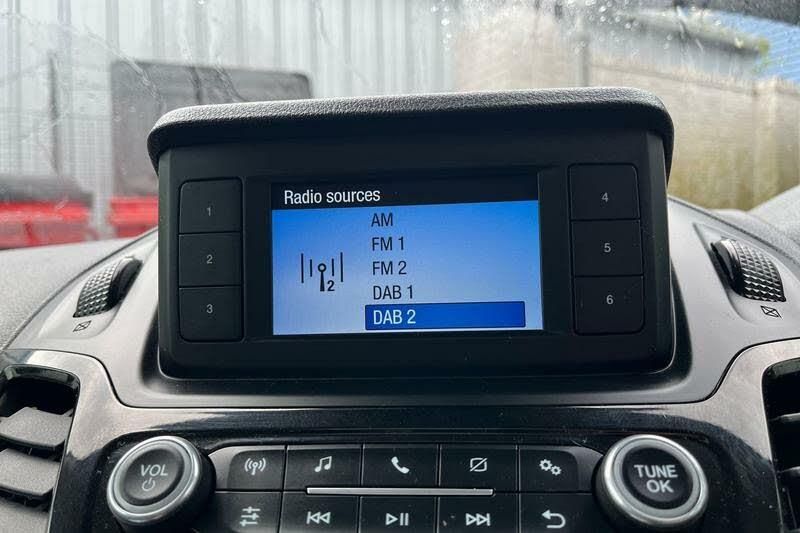 Radio sources
AM
FM 1
FM 2
DAB 1
DAB 2
2
1
2
3
4
5
6
VOL
TUNE
OK